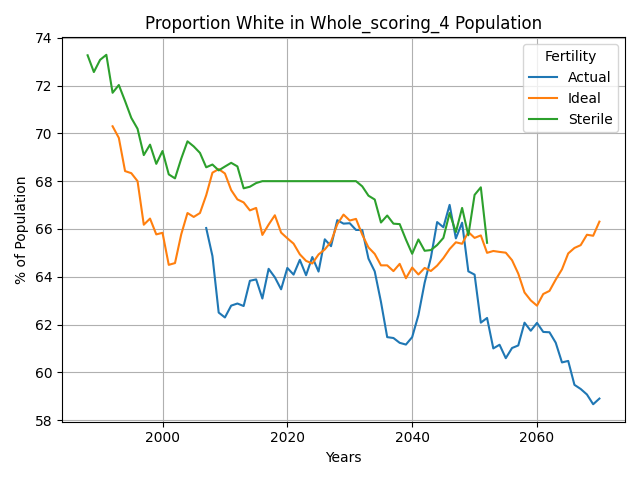 Proportion White in Whole_scoring_4 Population
Fertility
Actual
Ideal
Sterile
% of Population
74
72
70
68
66
64
62
60
58
2000
2020
2040
2060
Years